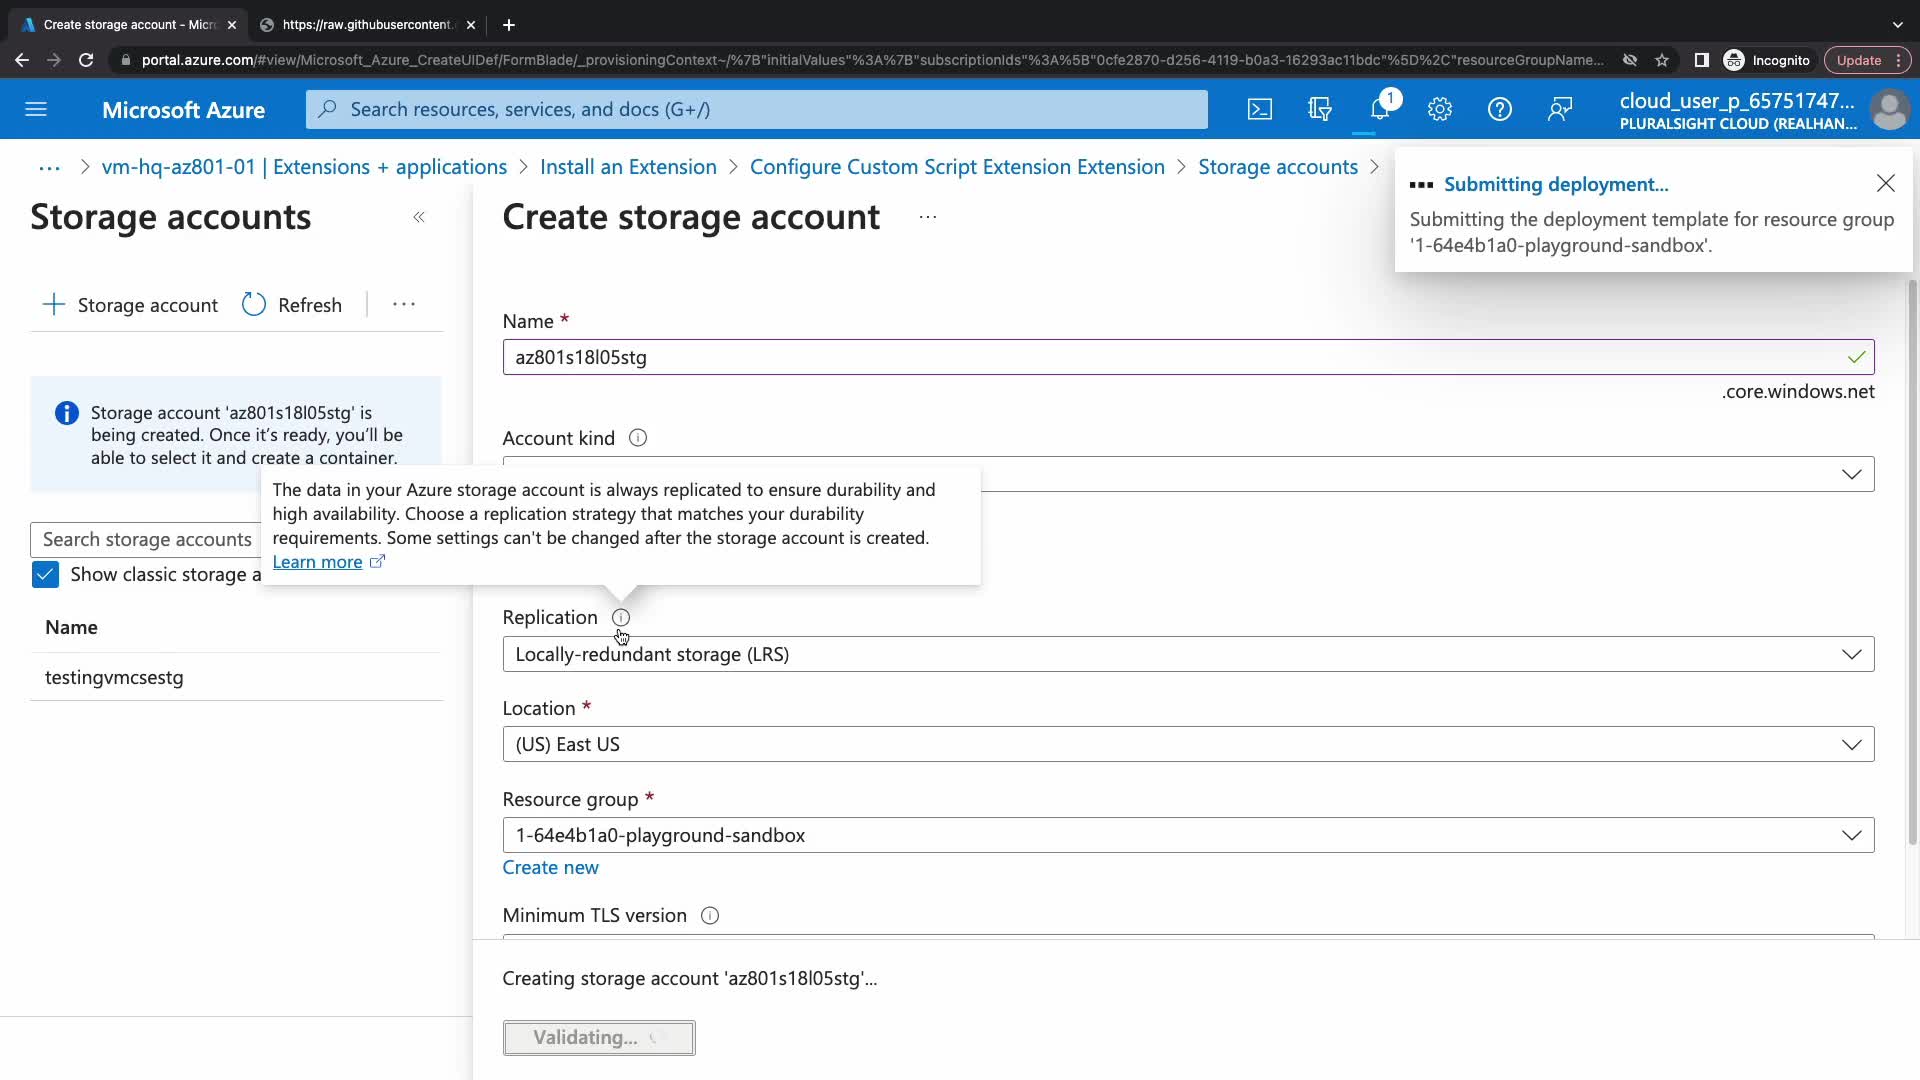 Create storage account - Micr
https://raw.githubusercontent.
portal.azure.com/#view/Microsoft_Azure_CreateUIDef/FormBlade/_provisioningContext~/%7B"initialValues"%3A%7B"subscriptionIds"%3A%5B"0cfe2870-d256-4119-b0a3-16293ac11bdc"%5D%2C"resourceGroupName...
Incognito
Update
Microsoft Azure
Search resources, services, and docs (G+/)
1
cloud_user_p_65751747...
PLURALSIGHT CLOUD (REALHAN...
... > vm-hq-az801-01 | Extensions + applications > Install an Extension > Configure Custom Script Extension Extension > Storage accounts >
Submitting deployment...
Submitting the deployment template for resource group
'1-64e4b1a0-playground-sandbox'.
Storage accounts
«
Create storage account
...
+ Storage account
Refresh
...
Storage account 'az801s18l05stg' is
being created. Once it's ready, you'll be
able to select it and create a container.
Search storage accounts
Show classic storage a
Name
testingvmcsestg
Name *
az801s18l05stg
.core.windows.net
Account kind
The data in your Azure storage account is always replicated to ensure durability and
high availability. Choose a replication strategy that matches your durability
requirements. Some settings can't be changed after the storage account is created.
Learn more
Replication
Locally-redundant storage (LRS)
Location *
(US) East US
Resource group *
1-64e4b1a0-playground-sandbox
Create new
Minimum TLS version
Creating storage account 'az801s18l05stg'...
Validating...